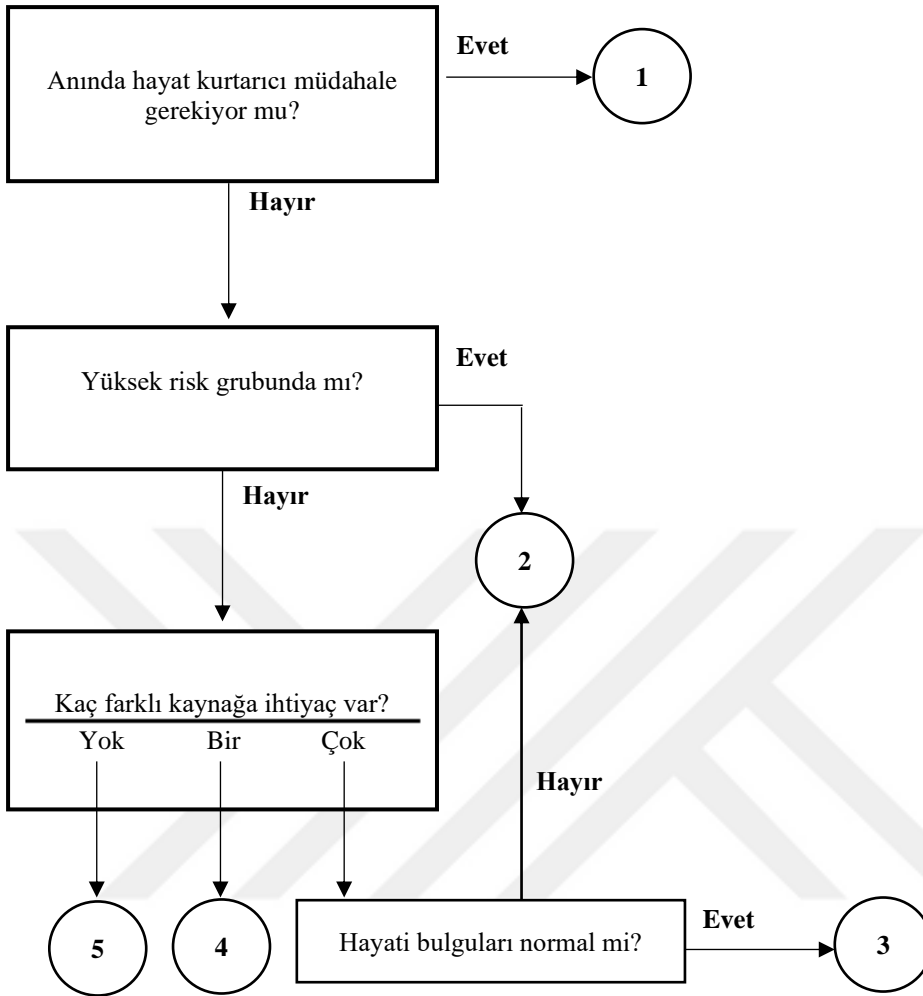 Anında hayat kurtarıcı müdahale
gerekiyor mu?
Evet
1
Hayır
Yüksek risk grubunda mı?
Evet
Hayır
2
Kaç farklı kaynağa ihtiyaç var?
Yok Bir Çok
Hayır
5
4
Hayati bulguları normal mi?
Evet
3